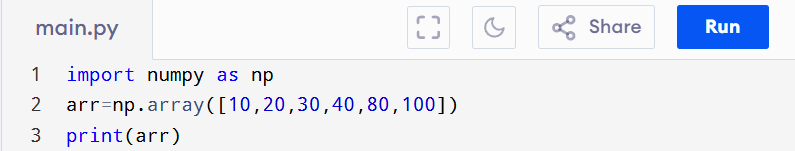 main.py
Share
Run
1 import numpy as np
2 arr=np.array([10,20,30,40,80,100])
3 print(arr)